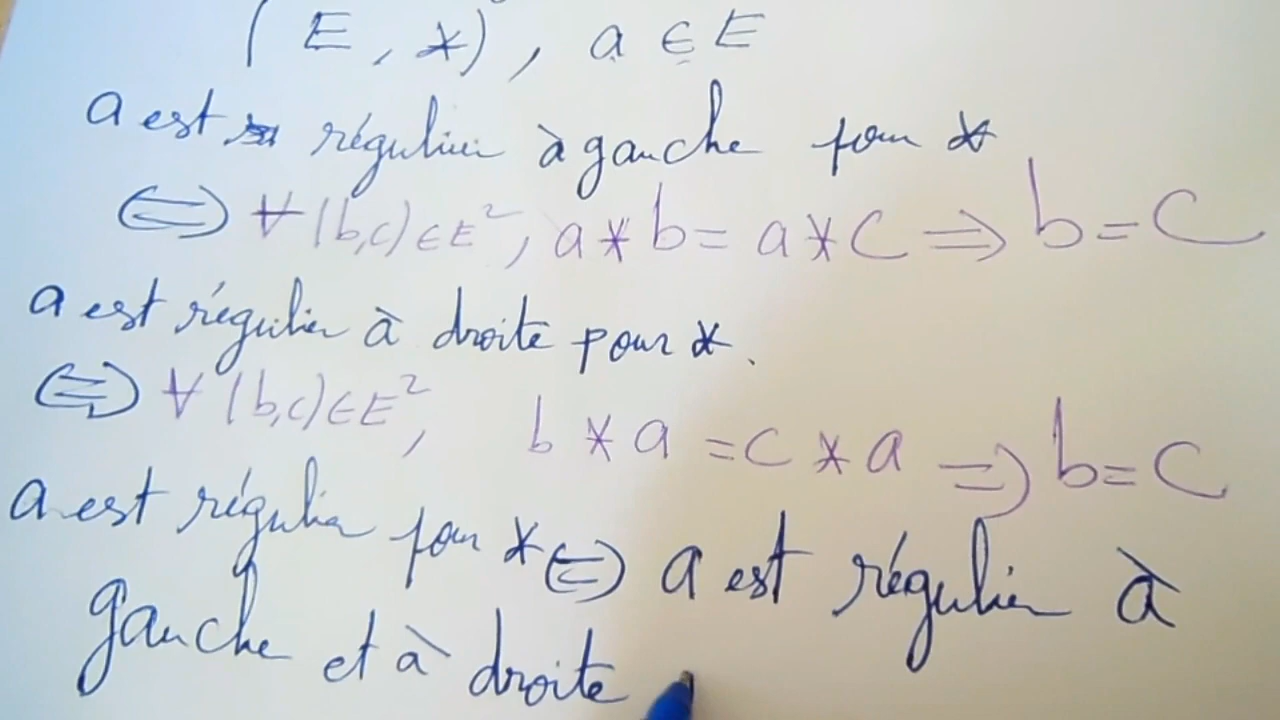 (E, *), a ∈ E
a est régulier à gauche pour *
⇔ ∀ (b,c) ∈ E², a * b = a * c ⇒ b = c
a est régulier à droite pour *.
⇔ ∀ (b,c) ∈ E², b * a = c * a ⇒ b = c
a est régulier pour * ⇔ a est régulier à
gauche et à droite